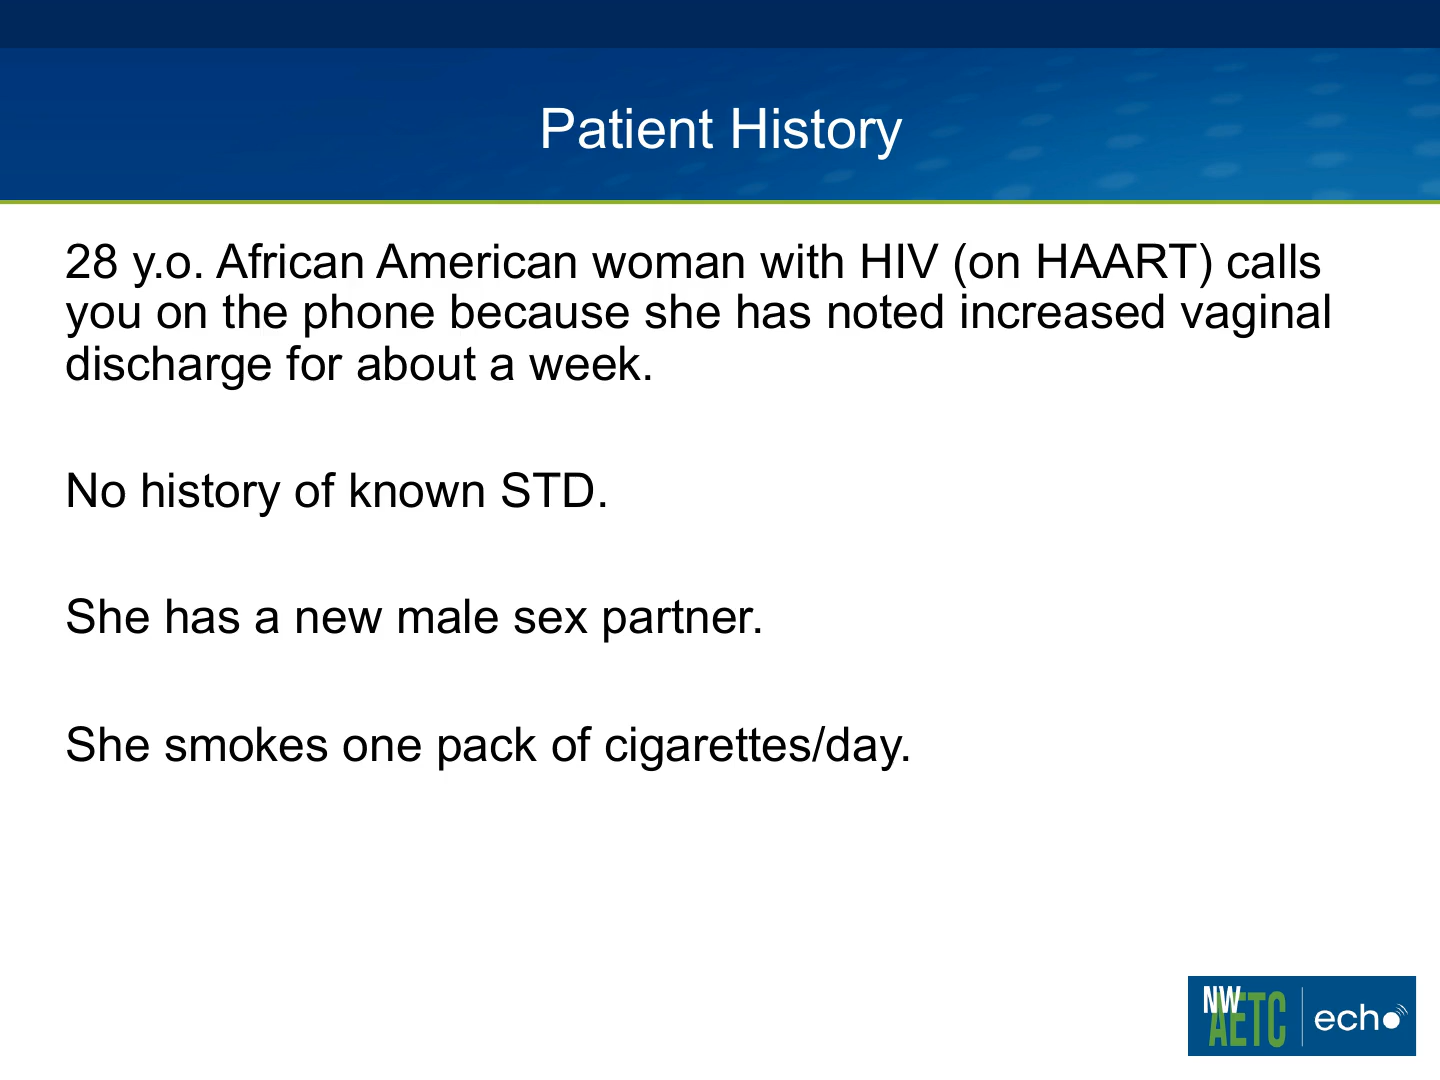 Patient History
28 y.o. African American woman with HIV (on HAART) calls
you on the phone because she has noted increased vaginal
discharge for about a week.
No history of known STD.
She has a new male sex partner.
She smokes one pack of cigarettes/day.
NW
AETC echo